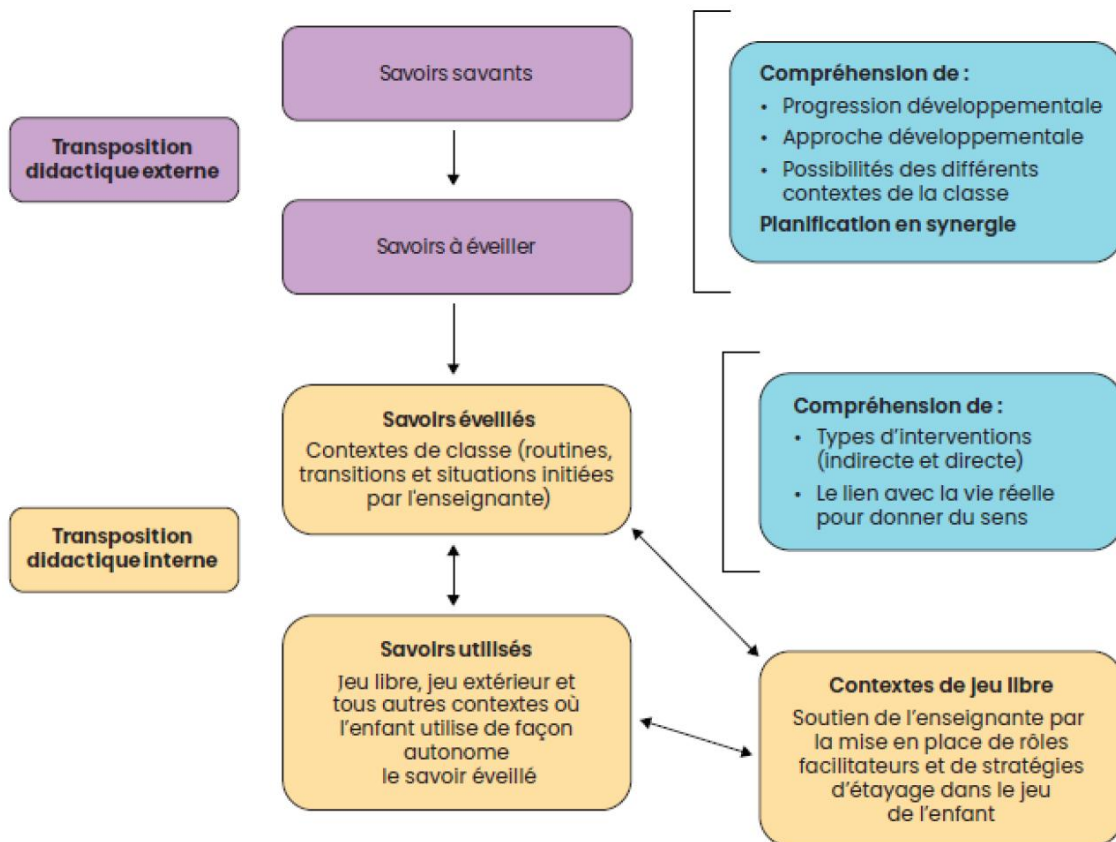 Savoirs savants
Transposition
didactique externe
Savoirs à éveiller
Compréhension de :
• Progression développementale
• Approche développementale
• Possibilités des différents
contextes de la classe
Planification en synergie
Savoirs éveillés
Contextes de classe (routines,
transitions et situations initiées
par l'enseignante)
Compréhension de :
• Types d'interventions
(indirecte et directe)
• Le lien avec la vie réelle
pour donner du sens
Transposition
didactique interne
Savoirs utilisés
Jeu libre, jeu extérieur et
tous autres contextes où
l'enfant utilise de façon
autonome
le savoir éveillé
Contextes de jeu libre
Soutien de l'enseignante par
la mise en place de rôles
facilitateurs et de stratégies
d'étayage dans le jeu
de l'enfant